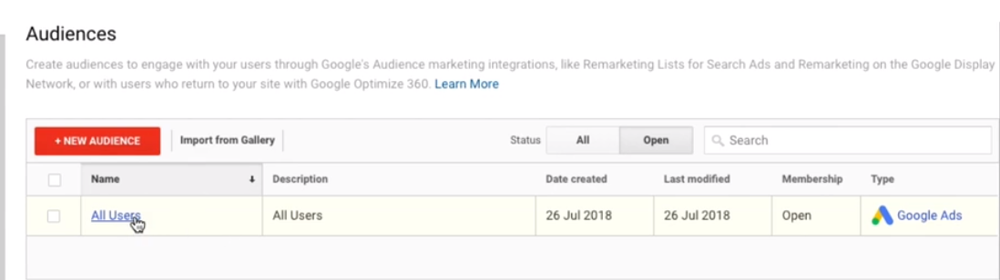 Audiences
Create audiences to engage with your users through Google's Audience marketing integrations, like Remarketing Lists for Search Ads and Remarketing on the Google Display
Network, or with users who return to your site with Google Optimize 360. Learn More
+ NEW AUDIENCE Import from Gallery Status All Open Search
Name Description Date created Last modified Membership Type
All Users All Users 26 Jul 2018 26 Jul 2018 Open Google Ads